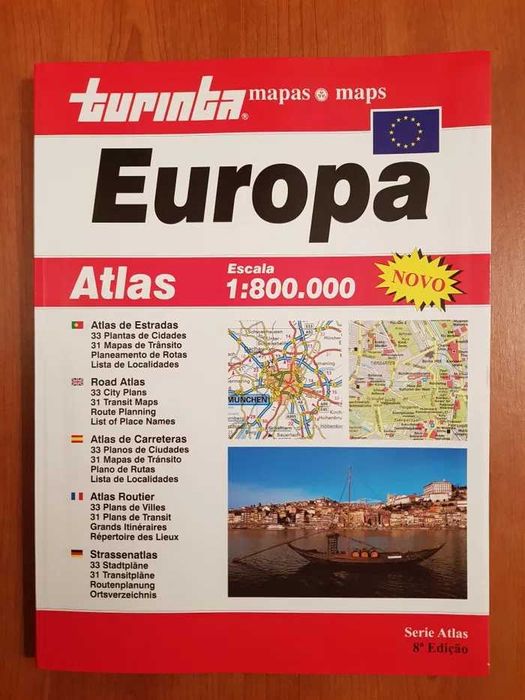 turinta® mapas maps
Europa
Atlas
Escala
1:800.000
NOVO
Atlas de Estradas
33 Plantas de Cidades
31 Mapas de Trânsito
Planeamento de Rotas
Lista de Localidades
Road Atlas
33 City Plans
31 Transit Maps
Route Planning
List of Place Names
Atlas de Carreteras
33 Planos de Ciudades
31 Mapas de Tránsito
Plano de Rutas
Lista de Localidades
Atlas Routier
33 Plans de Villes
31 Plans de Transit
Grands Itinéraires
Répertoire des Lieux
Strassenatlas
33 Stadtpläne
31 Transitpläne
Routenplanung
Ortsverzeichnis
MUNCHEN
Serie Atlas
8ª Edição